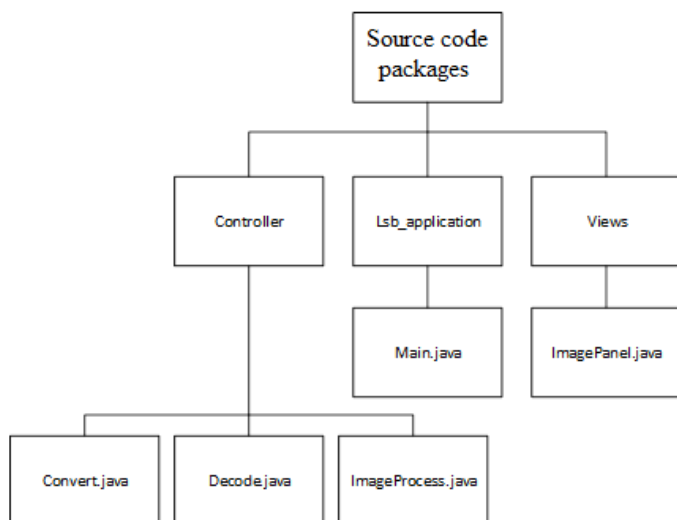 Source code
packages
Controller
Lsb_application
Views
Main.java
ImagePanel.java
Convert.java
Decode.java
ImageProcess.java